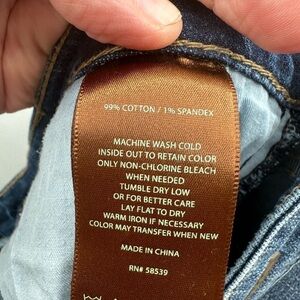 99% COTTON / 1% SPANDEX
MACHINE WASH COLD
INSIDE OUT TO RETAIN COLOR
ONLY NON-CHLORINE BLEACH
WHEN NEEDED
TUMBLE DRY LOW
OR FOR BETTER CARE
LAY FLAT TO DRY
WARM IRON IF NECESSARY
COLOR MAY TRANSFER WHEN NEW
MADE IN CHINA
RN# 58539